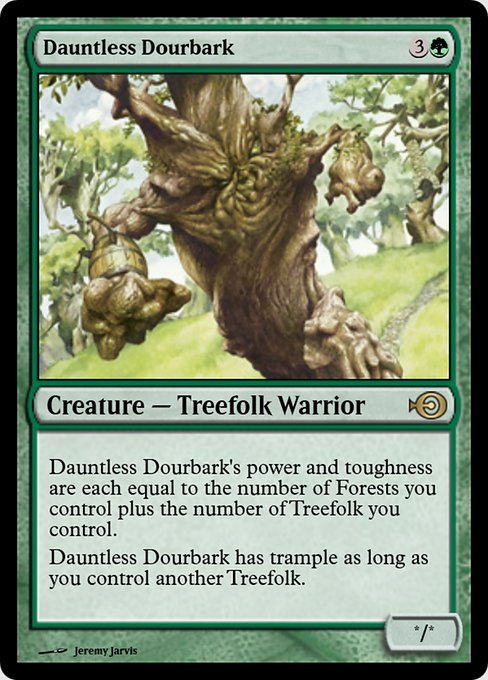 Dauntless Dourbark 3
Creature — Treefolk Warrior
Dauntless Dourbark's power and toughness
are each equal to the number of Forests you
control plus the number of Treefolk you
control.
Dauntless Dourbark has trample as long as
you control another Treefolk.
*/*
Jeremy Jarvis